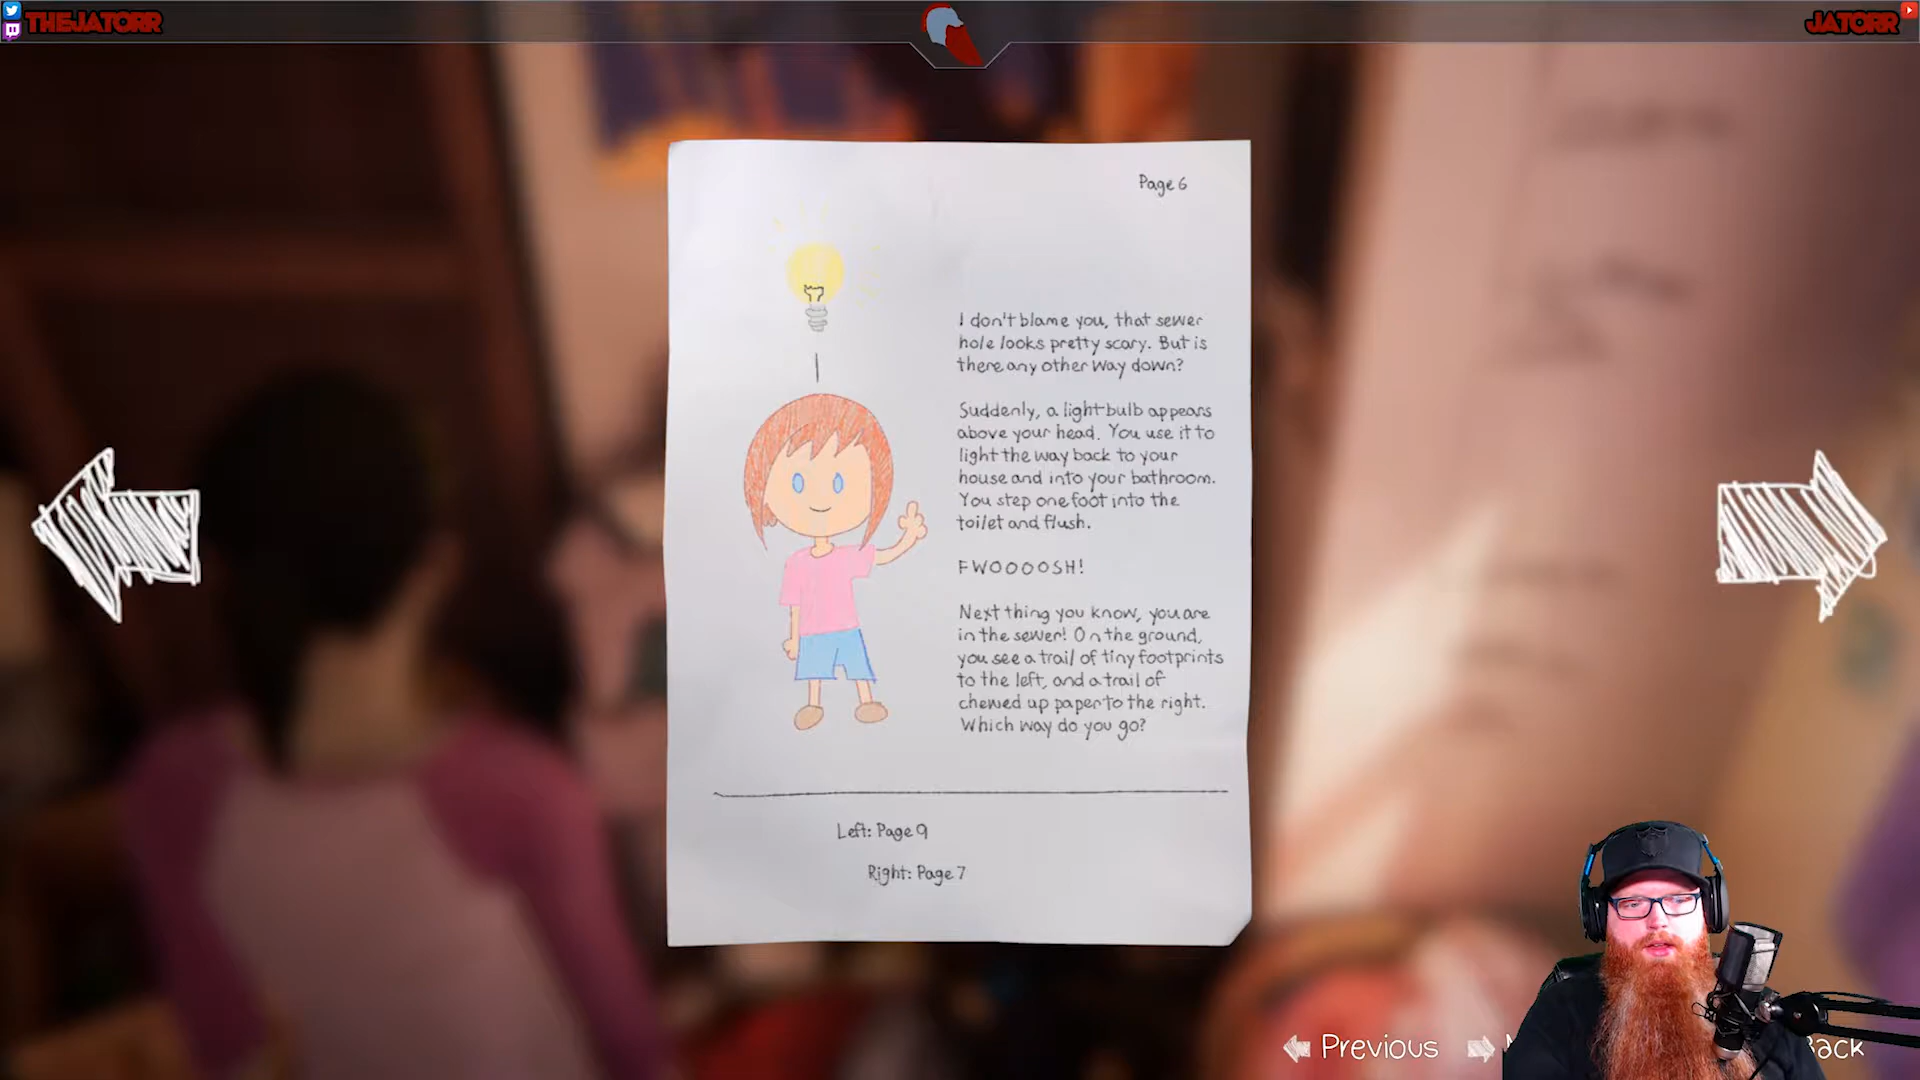 THEJATORR
JATORR
Page 6
I don't blame you, that sewer
hole looks pretty scary. But is
there any other way down?
Suddenly, a lightbulb appears
above your head. You use it to
light the way back to your
house and into your bathroom.
You step one foot into the
toilet and flush.
FWOOOOSH!
Next thing you know, you are
in the sewer! On the ground,
you see a trail of tiny footprints
to the left, and a trail of
chewed up paper to the right.
Which way do you go?
Left: Page 9
Right: Page 7
Previous
Back